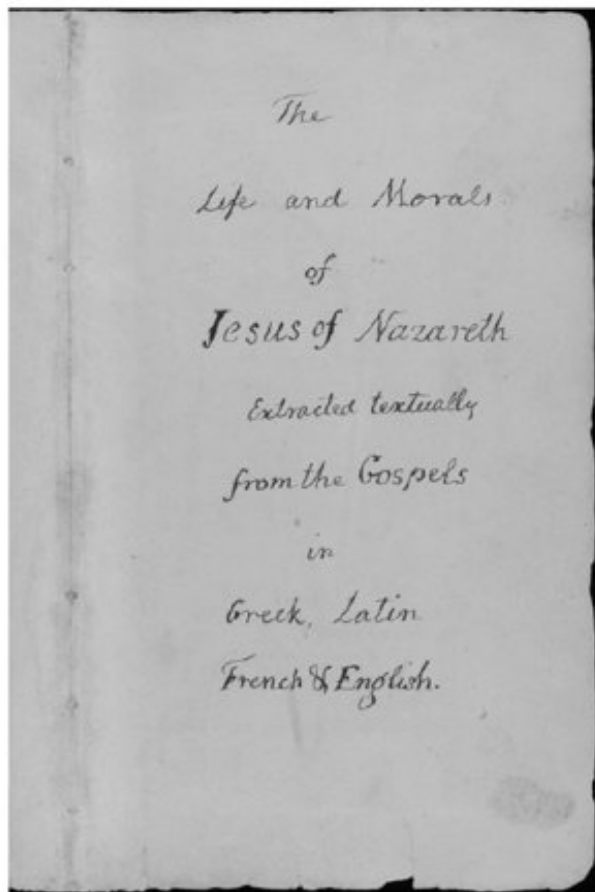 The
Life and Morals
of
Jesus of Nazareth
Extracted textually
from the Gospels
in
Greek, Latin
French & English.